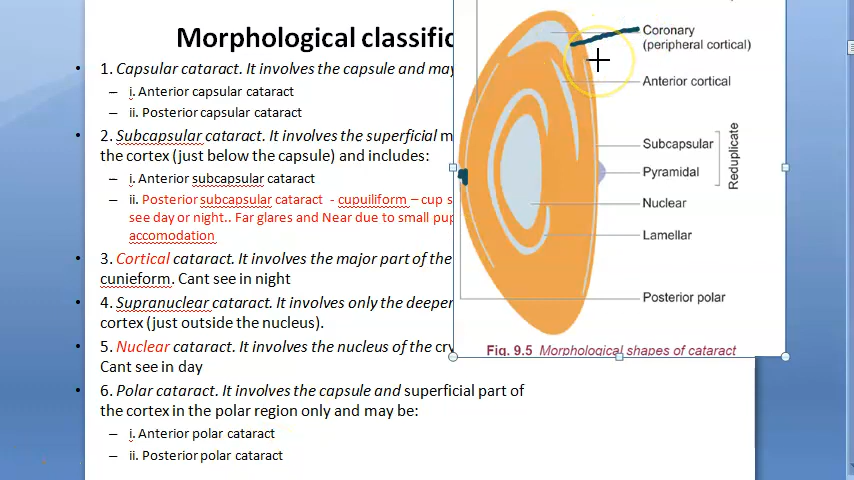 Morphological classific
1. Capsular cataract. It involves the capsule and may
i. Anterior capsular cataract
ii. Posterior capsular cataract
2. Subcapsular cataract. It involves the superficial
the cortex (just below the capsule) and includes:
i. Anterior subcapsular cataract
ii. Posterior subcapsular cataract - cupuiliform – cup s
see day or night.. Far glares and Near due to small pup
accomodation
3. Cortical cataract. It involves the major part of the
cunieform. Cant see in night
4. Supranuclear cataract. It involves only the deeper
cortex (just outside the nucleus).
5. Nuclear cataract. It involves the nucleus of the cry
Cant see in day
6. Polar cataract. It involves the capsule and superficial part of
the cortex in the polar region only and may be:
i. Anterior polar cataract
ii. Posterior polar cataract
Coronary
(peripheral cortical)
Anterior cortical
Subcapsular
Pyramidal
Reduplicate
Nuclear
Lamellar
Posterior polar
Fig. 9.5 Morphological shapes of cataract